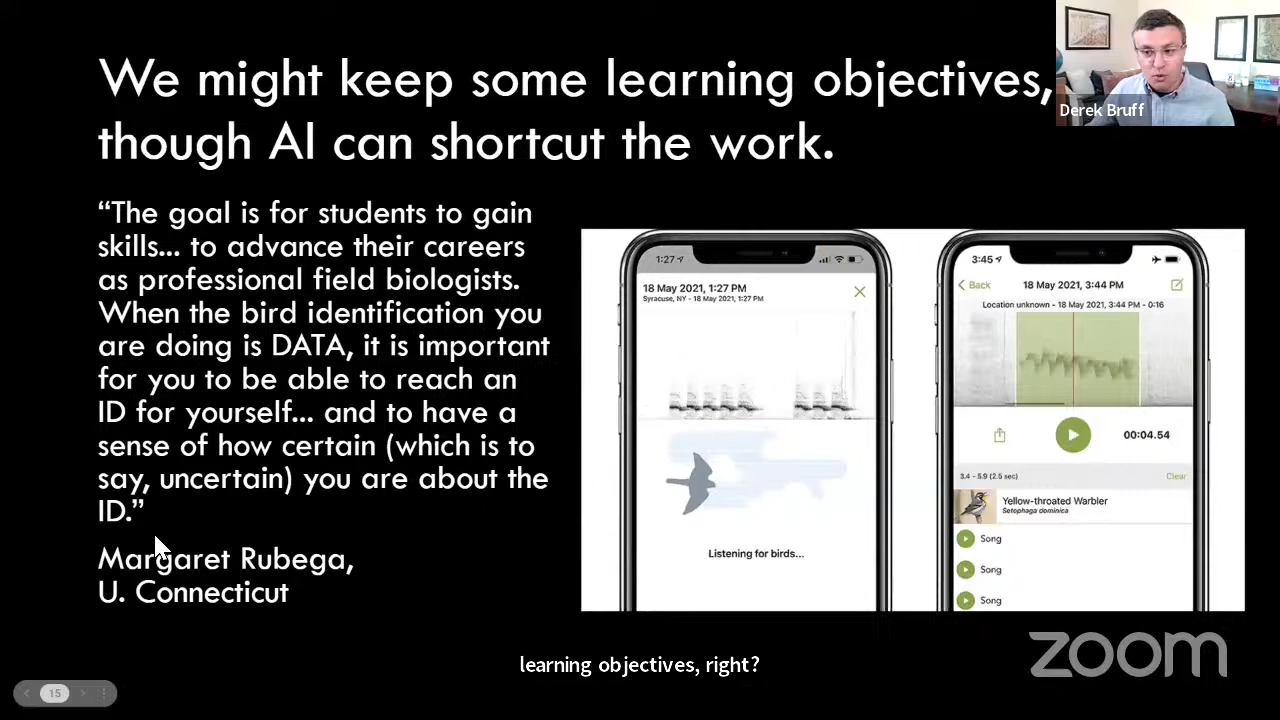 We might keep some learning objectives,
though AI can shortcut the work.
Derek Bruff
“The goal is for students to gain
skills... to advance their careers
as professional field biologists.
When the bird identification you
are doing is DATA, it is important
for you to be able to reach an
ID for yourself... and to have a
sense of how certain (which is to
say, uncertain) you are about the
ID.”
Margaret Rubega,
U. Connecticut
1:27
18 May 2021, 1:27 PM
Syracuse, NY - 18 May 2021, 1:27 PM
Listening for birds...
3:45
Back
18 May 2021, 3:44 PM
Location unknown - 18 May 2021, 3:44 PM - 0:16
00:04.54
3.4 - 5.9 (2.5 sec)
Clear
Yellow-throated Warbler
Setophaga dominica
Song
Song
Song
learning objectives, right?
zoom
15